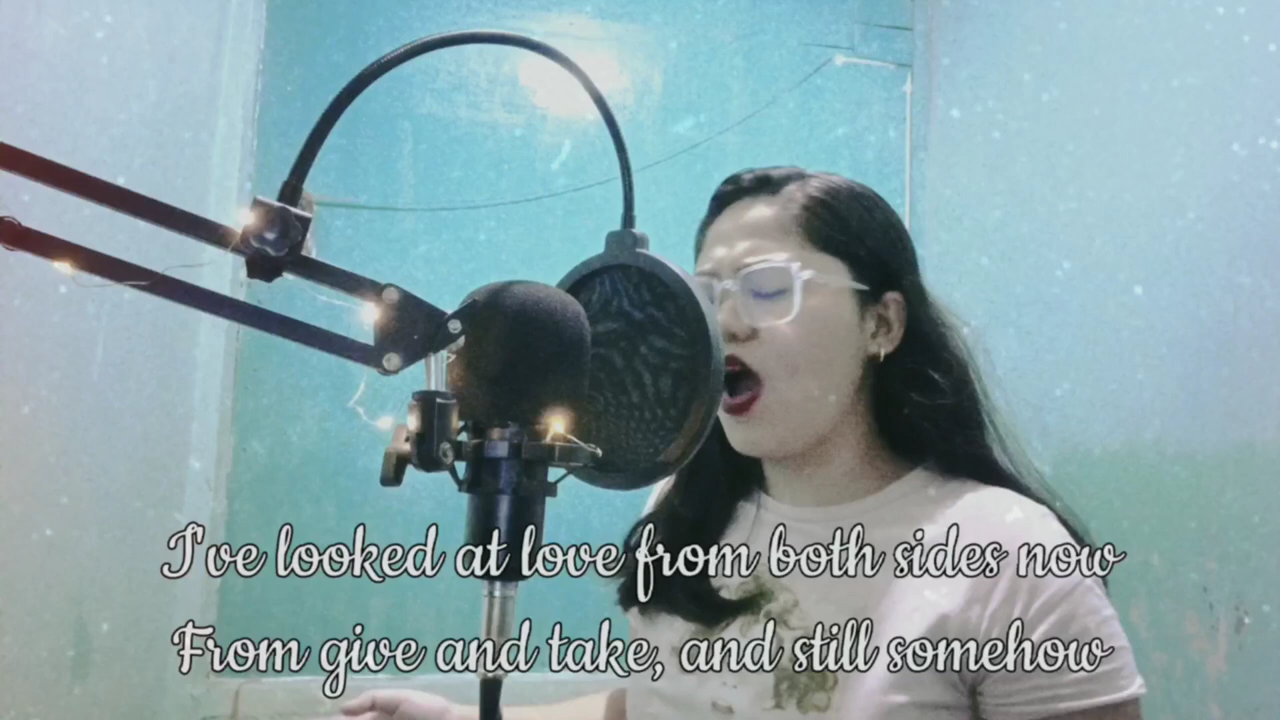 I've looked at love from both sides now
From give and take, and still somehow